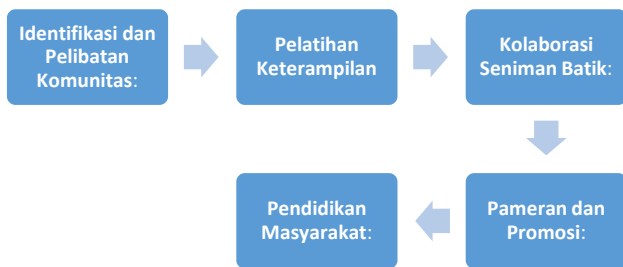 Identifikasi dan
Pelibatan
Komunitas:
Pelatihan
Keterampilan
Kolaborasi
Seniman Batik:
Pameran dan
Promosi:
Pendidikan
Masyarakat: